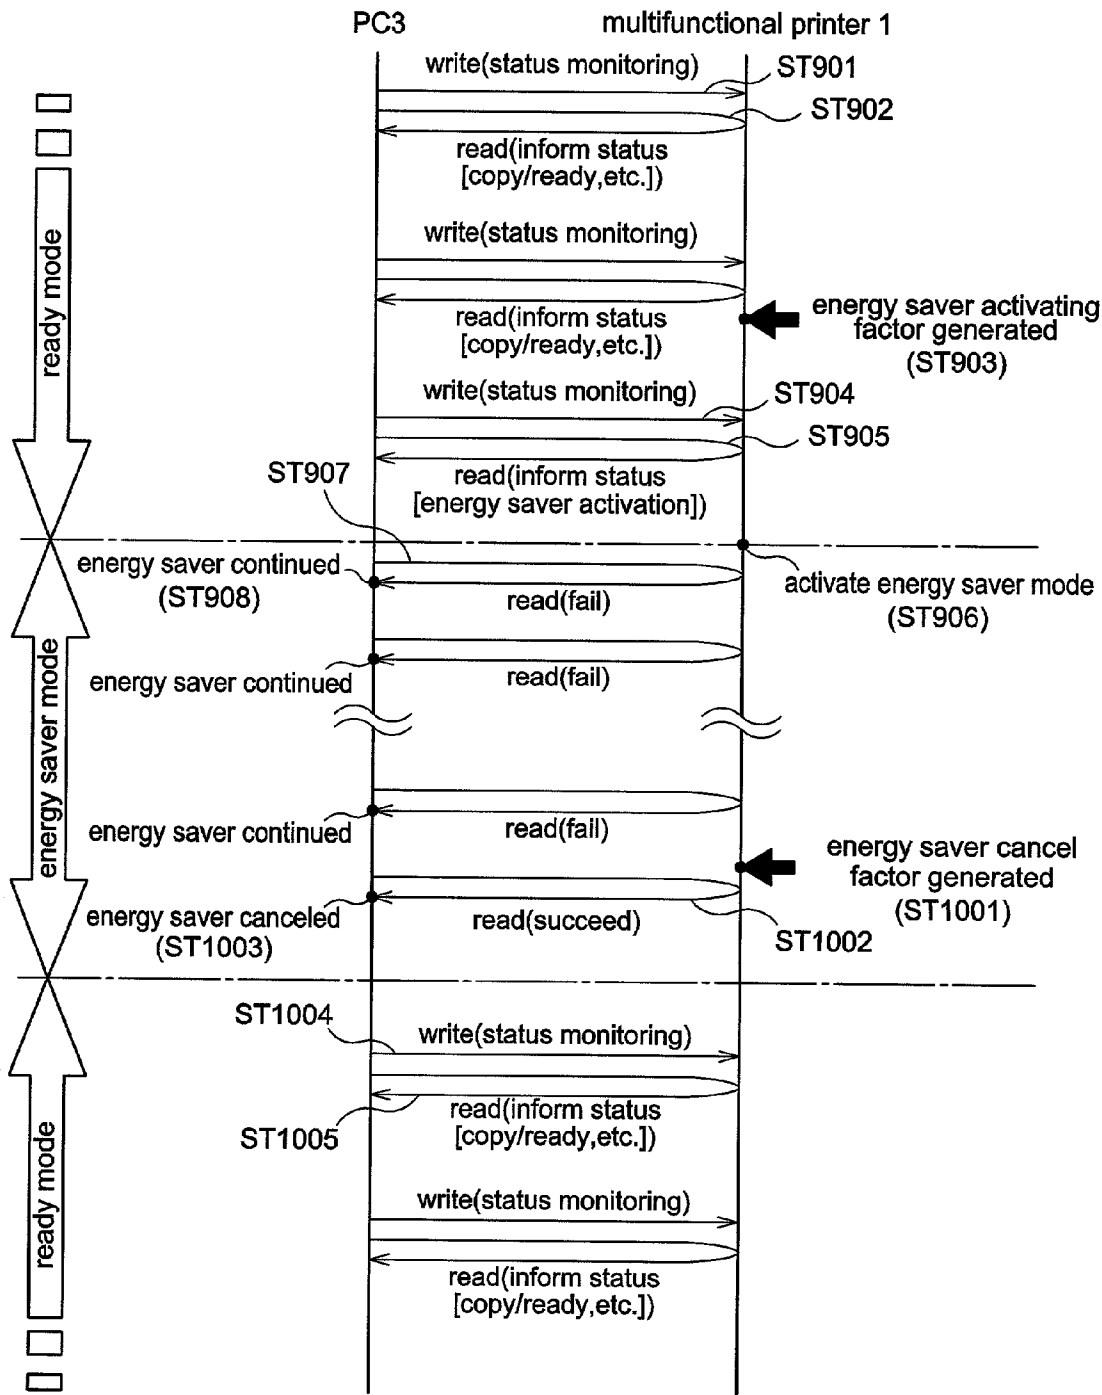 PC3
multifunctional printer 1
write(status monitoring)
ST901
ST902
read(inform status
[copy/ready,etc.])
write(status monitoring)
read(inform status
[copy/ready,etc.])
energy saver activating
factor generated
(ST903)
ready mode
write(status monitoring)
ST904
ST905
read(inform status
[energy saver activation])
ST907
energy saver continued
(ST908)
read(fail)
activate energy saver mode
(ST906)
energy saver continued
read(fail)
energy saver mode
energy saver continued
read(fail)
energy saver cancel
factor generated
(ST1001)
energy saver canceled
(ST1003)
read(succeed)
ST1002
ST1004
write(status monitoring)
ST1005
read(inform status
[copy/ready,etc.])
ready mode
write(status monitoring)
read(inform status
[copy/ready,etc.])